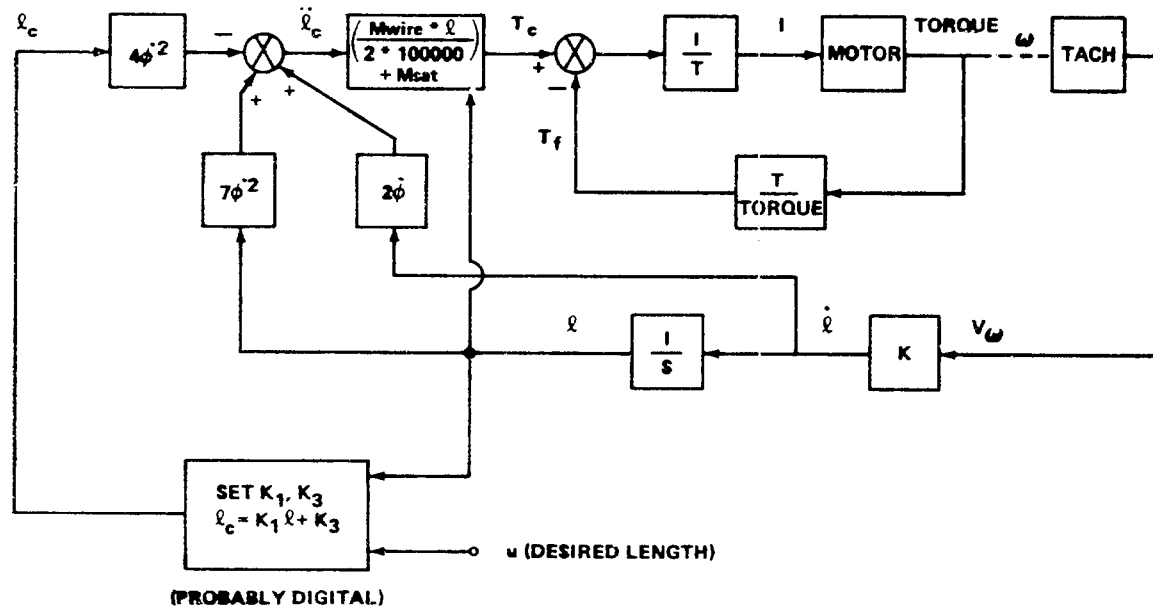 ℓc
4φ̇²
−
ℓ̈c
(Mwire * ℓ / 2 * 100000) + Msat
Tc
+
−
I
T
I
MOTOR
TORQUE
ω
TACH
+
+
Tf
7φ̇²
2φ̇
T
TORQUE
ℓ
I
S
ℓ̇
K
Vω
SET K₁, K₃
ℓc = K₁ ℓ + K₃
u (DESIRED LENGTH)
(PROBABLY DIGITAL)